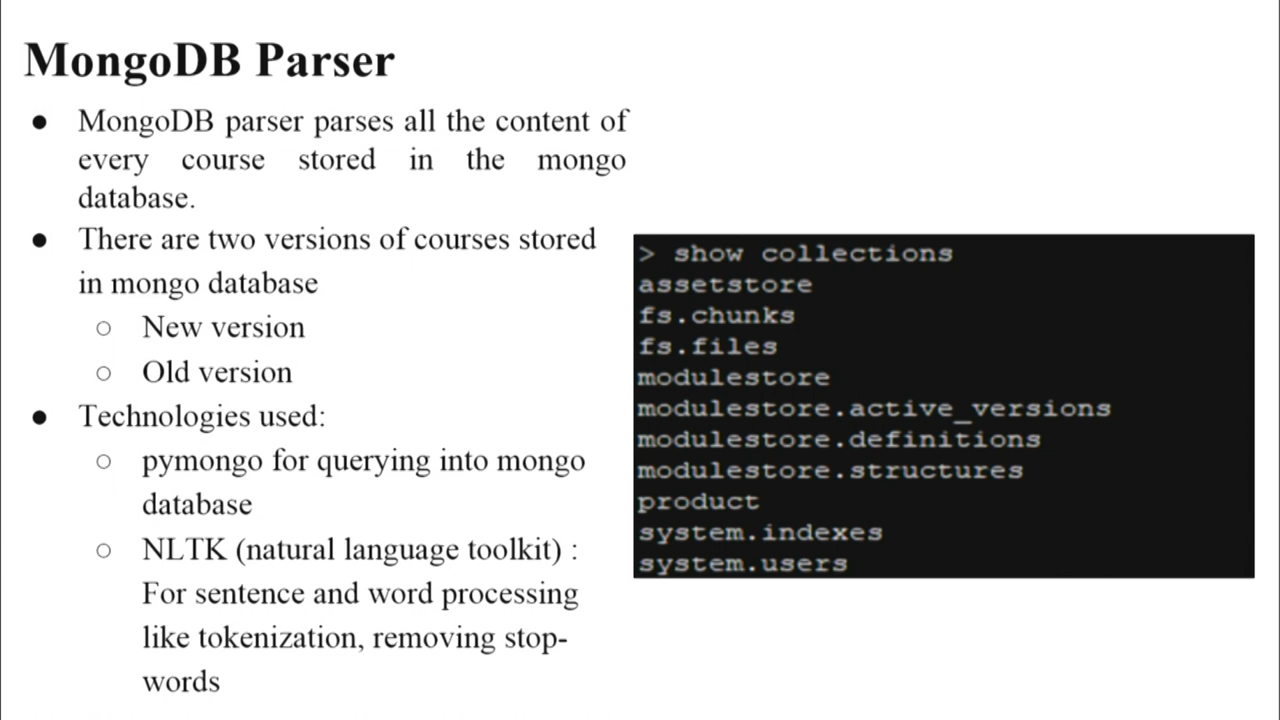 MongoDB Parser
● MongoDB parser parses all the content of
every course stored in the mongo
database.
● There are two versions of courses stored
in mongo database
○ New version
○ Old version
● Technologies used:
○ pymongo for querying into mongo
database
○ NLTK (natural language toolkit) :
For sentence and word processing
like tokenization, removing stop-
words
> show collections
assetstore
fs.chunks
fs.files
modulestore
modulestore.active_versions
modulestore.definitions
modulestore.structures
product
system.indexes
system.users